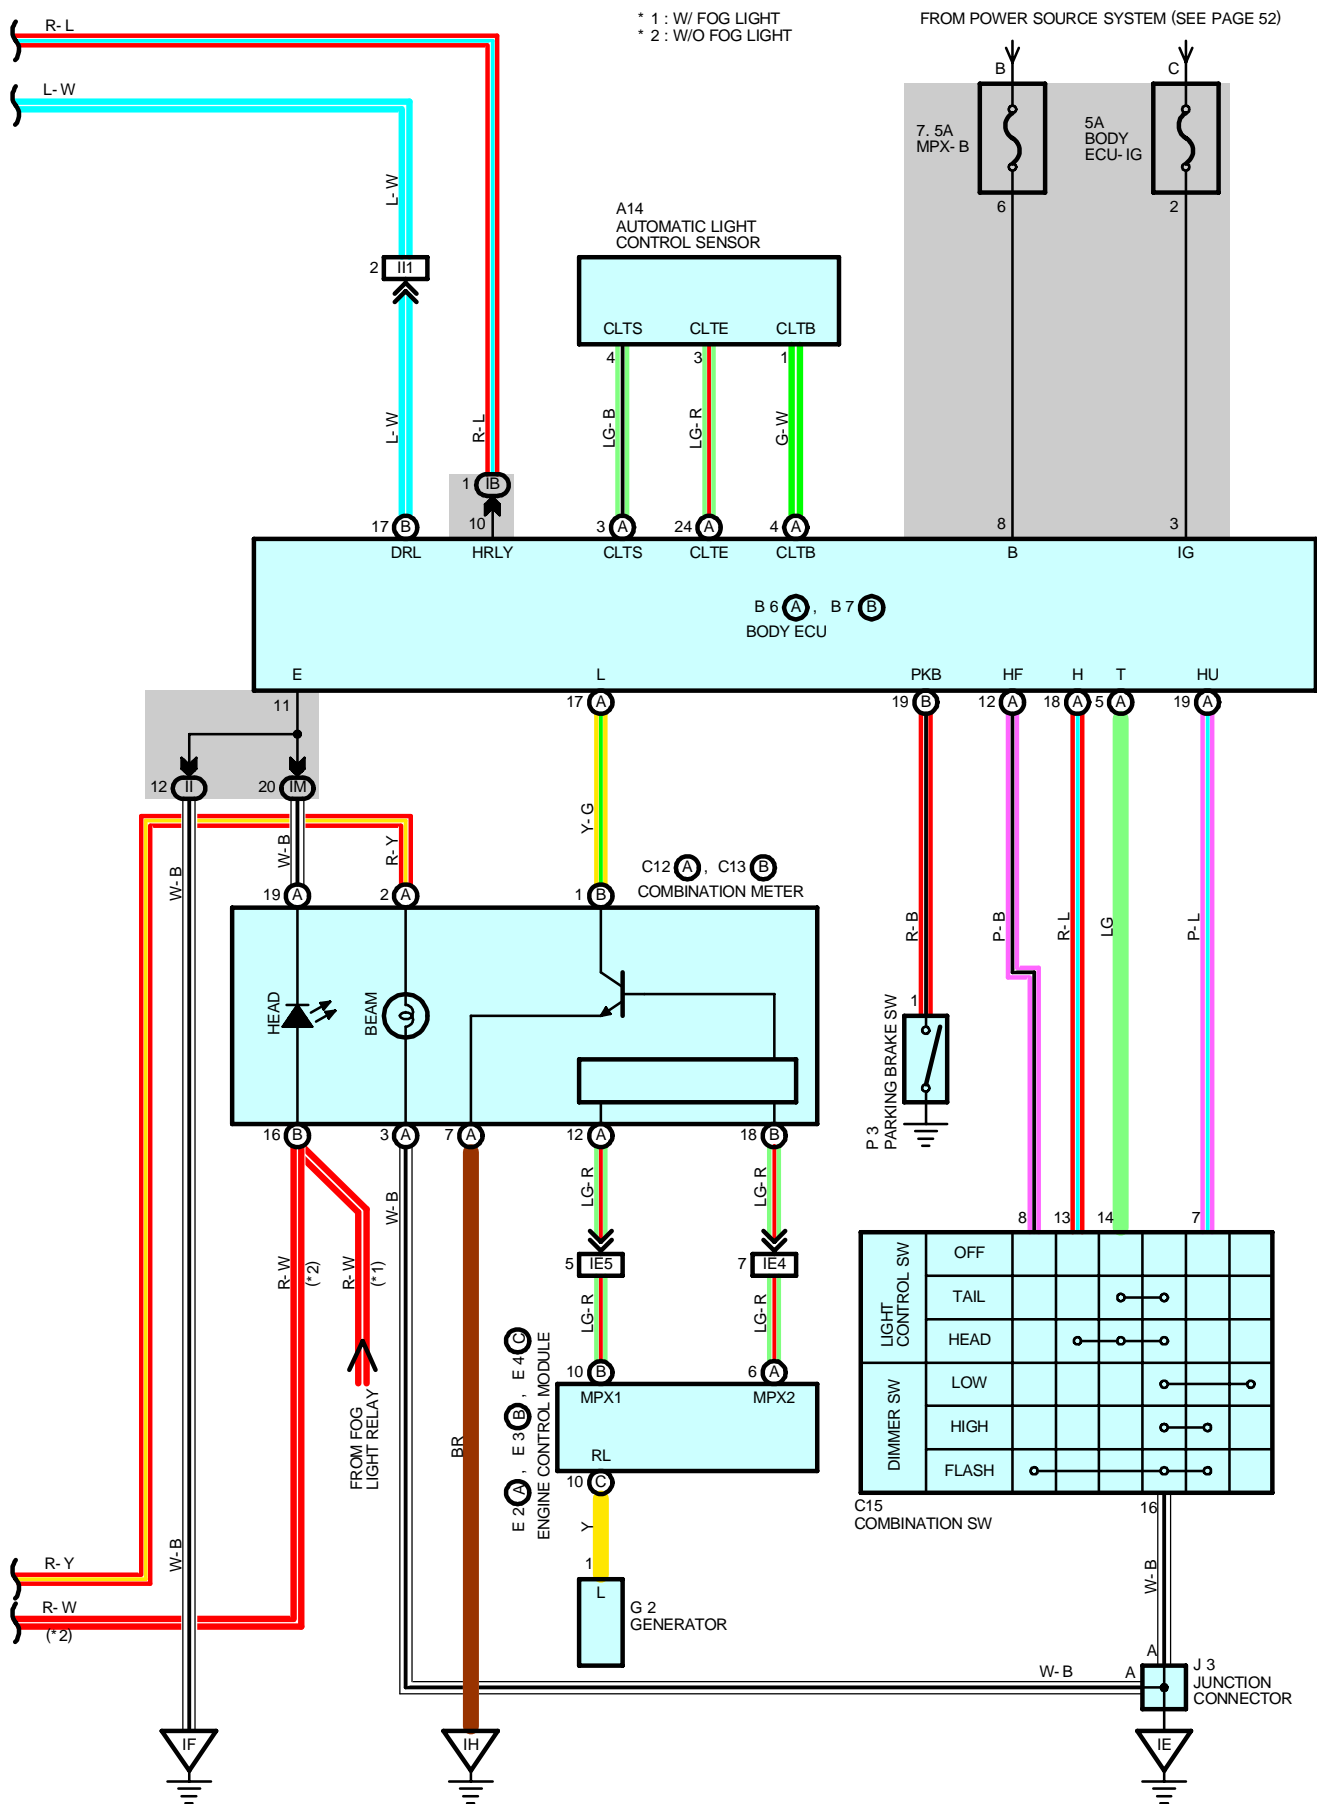 R-L
* 1 : W/ FOG LIGHT
* 2 : W/O FOG LIGHT
FROM POWER SOURCE SYSTEM (SEE PAGE 52)
L-W
B
C
7. 5A
MPX-B
5A
BODY
ECU-IG
6
2
L-W
A14
AUTOMATIC LIGHT
CONTROL SENSOR
2
II1
CLTS
CLTE
CLTB
4
3
1
L-W
R-L
LG-B
LG-R
G-W
1
IB
10
17
B
3
A
24
A
4
A
8
3
DRL
HRLY
CLTS
CLTE
CLTB
B
IG
B 6 A , B 7 B
BODY ECU
E
L
PKB
HF
H
T
HU
11
17
A
19
B
12
A
18
A
5
A
19
A
12
II
20
IM
W-B
W-B
R-Y
Y-G
C12 A , C13 B
COMBINATION METER
19
A
2
A
1
B
R-B
P-B
R-L
LG
P-L
HEAD
BEAM
1
P 3
PARKING BRAKE SW
16
B
3
A
7
A
12
A
18
B
W-B
LG-R
LG-R
8
13
14
7
R-W
(*2)
R-W
(*1)
5
IE5
7
IE4
LIGHT
CONTROL SW
OFF
TAIL
HEAD
LG-R
LG-R
DIMMER SW
LOW
HIGH
FLASH
E 2 A , E 3 B , E 4 C
ENGINE CONTROL MODULE
10
B
6
A
MPX1
MPX2
RL
10
C
FROM FOG
LIGHT RELAY
BR
C15
COMBINATION SW
16
Y
1
L
G 2
GENERATOR
W-B
W-B
R-Y
R-W
(*2)
W-B
A
A
J 3
JUNCTION
CONNECTOR
IF
IH
IE